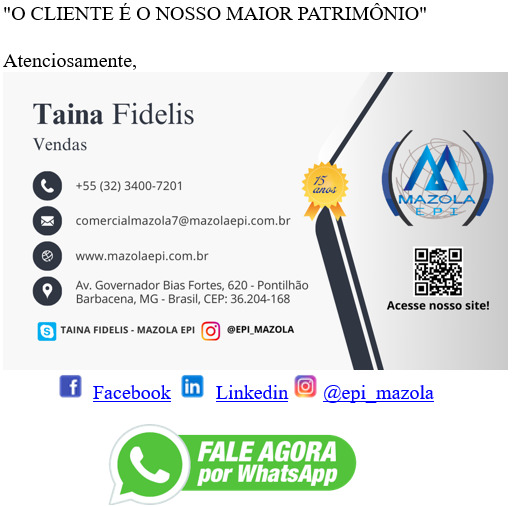 "O CLIENTE É O NOSSO MAIOR PATRIMÔNIO"
Atenciosamente,
Taina Fidelis
Vendas
+55 (32) 3400-7201
comercialmazola7@mazolaepi.com.br
www.mazolaepi.com.br
Av. Governador Bias Fortes, 620 - Pontilhão
Barbacena, MG - Brasil, CEP: 36.204-168
TAINA FIDELIS - MAZOLA EPI @EPI_MAZOLA
15
anos
MAZOLA
EPI
Acesse nosso site!
Facebook Linkedin @epi_mazola
FALE AGORA
por WhatsApp